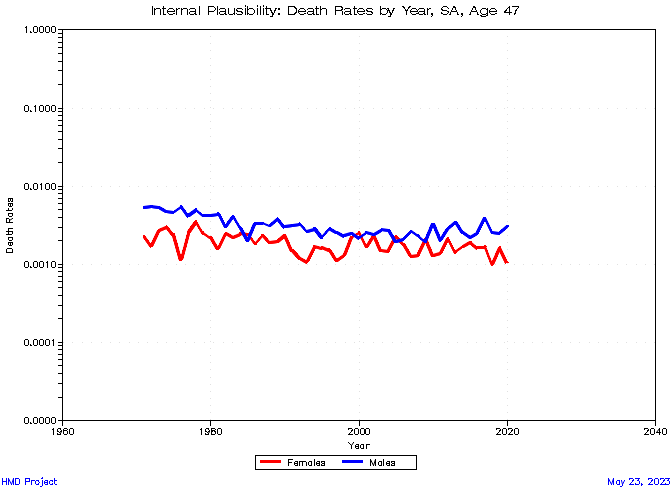 Internal Plausibility: Death Rates by Year, SA, Age 47
1.0000
0.1000
0.0100
0.0010
0.0001
0.0000
Death Rates
1960
1980
2000
2020
2040
Year
Females
Males
HMD Project
May 23, 2023